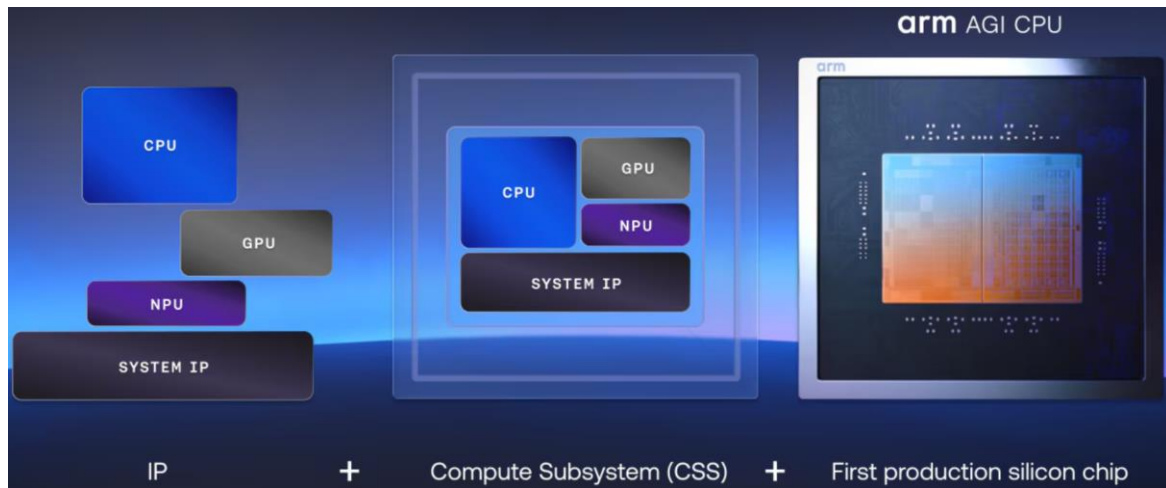 arm AGI CPU
CPU
GPU
NPU
SYSTEM IP
CPU
GPU
NPU
SYSTEM IP
arm
IP + Compute Subsystem (CSS) + First production silicon chip